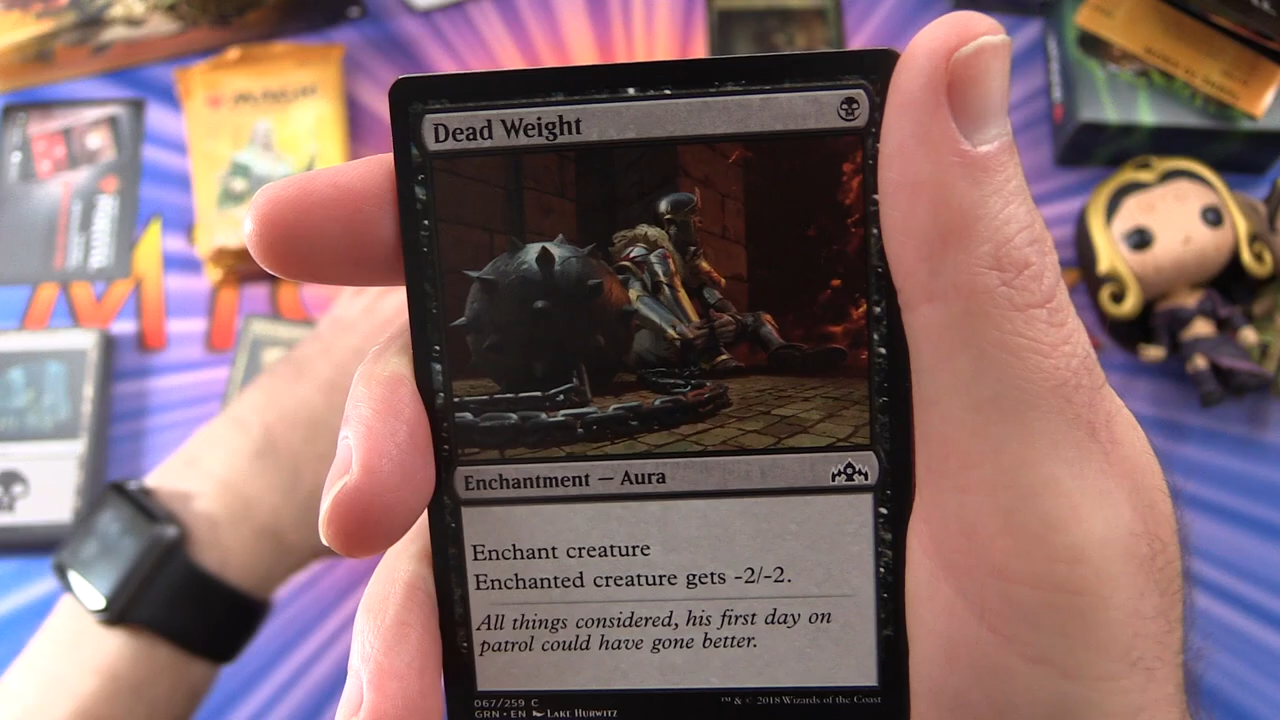 Dead Weight
Enchantment — Aura
Enchant creature
Enchanted creature gets -2/-2.
All things considered, his first day on
patrol could have gone better.
067/259 C
™ & © 2018 Wizards of the Coast
GRN • EN Lake Hurwitz